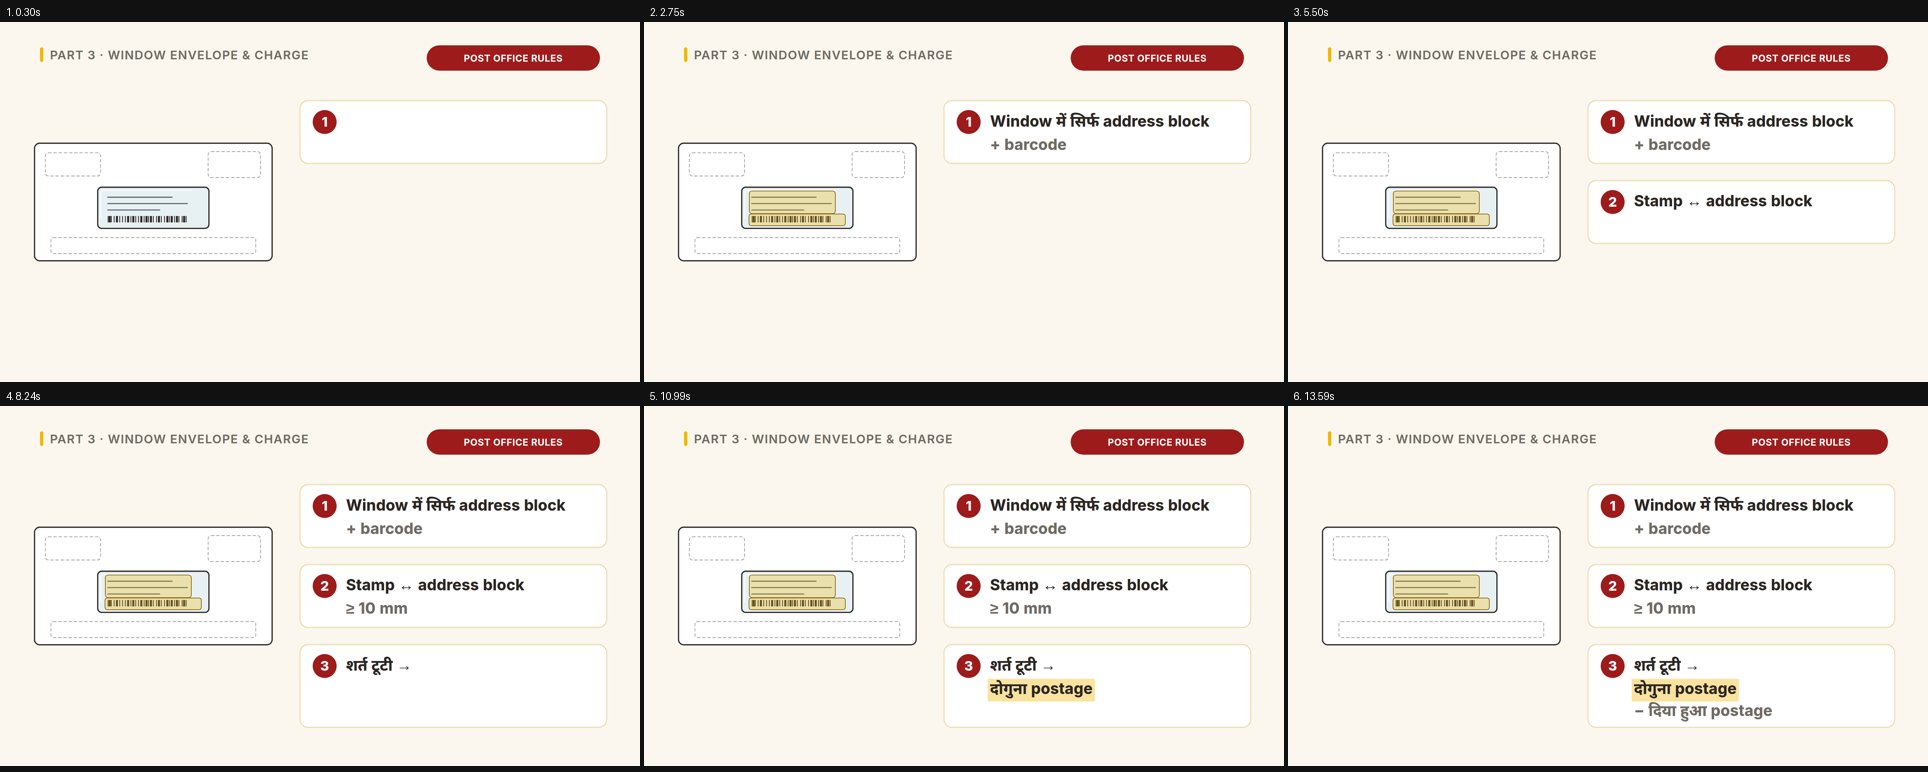 1. 0.30s
PART 3 · WINDOW ENVELOPE & CHARGE
POST OFFICE RULES
1
2. 2.75s
PART 3 · WINDOW ENVELOPE & CHARGE
POST OFFICE RULES
1 Window में सिर्फ address block
+ barcode
3. 5.50s
PART 3 · WINDOW ENVELOPE & CHARGE
POST OFFICE RULES
1 Window में सिर्फ address block
+ barcode
2 Stamp ↔ address block
4. 8.24s
PART 3 · WINDOW ENVELOPE & CHARGE
POST OFFICE RULES
1 Window में सिर्फ address block
+ barcode
2 Stamp ↔ address block
≥ 10 mm
3 शर्त टूटी →
5. 10.99s
PART 3 · WINDOW ENVELOPE & CHARGE
POST OFFICE RULES
1 Window में सिर्फ address block
+ barcode
2 Stamp ↔ address block
≥ 10 mm
3 शर्त टूटी →
दोगुना postage
6. 13.59s
PART 3 · WINDOW ENVELOPE & CHARGE
POST OFFICE RULES
1 Window में सिर्फ address block
+ barcode
2 Stamp ↔ address block
≥ 10 mm
3 शर्त टूटी →
दोगुना postage
− दिया हुआ postage